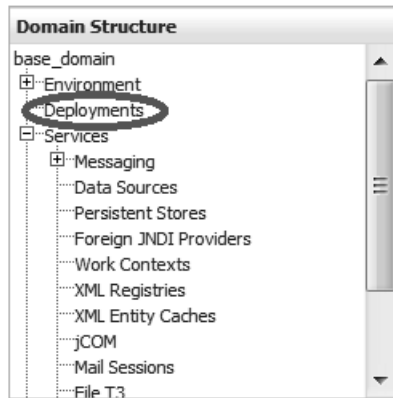 Domain Structure
base_domain
Environment
Deployments
Services
Messaging
Data Sources
Persistent Stores
Foreign JNDI Providers
Work Contexts
XML Registries
XML Entity Caches
jCOM
Mail Sessions
File T3